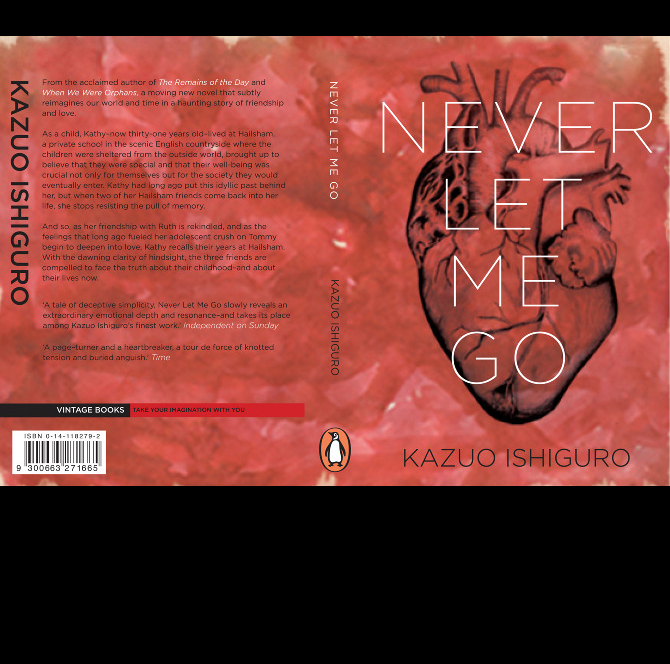 KAZUO ISHIGURO
From the acclaimed author of The Remains of the Day and
When We Were Orphans, a moving new novel that subtly
reimagines our world and time in a haunting story of friendship
and love.
As a child, Kathy–now thirty-one years old–lived at Hailsham,
a private school in the scenic English countryside where the
children were sheltered from the outside world, brought up to
believe that they were special and that their well-being was
crucial not only for themselves but for the society they would
eventually enter. Kathy had long ago put this idyllic past behind
her, but when two of her Hailsham friends come back into her
life, she stops resisting the pull of memory.
And so, as her friendship with Ruth is rekindled, and as the
feelings that long ago fueled her adolescent crush on Tommy
begin to deepen into love, Kathy recalls their years at Hailsham.
With the dawning clarity of hindsight, the three friends are
compelled to face the truth about their childhood–and about
their lives now.
'A tale of deceptive simplicity, Never Let Me Go slowly reveals an
extraordinary emotional depth and resonance–and takes its place
among Kazuo Ishiguro's finest work.' Independent on Sunday
'A page–turner and a heartbreaker, a tour de force of knotted
tension and buried anguish.' Time
VINTAGE BOOKS TAKE YOUR IMAGINATION WITH YOU
ISBN 0-14-118279-2
9 300663 271665
NEVER LET ME GO
KAZUO ISHIGURO
NEVER
LET
ME
GO
KAZUO ISHIGURO